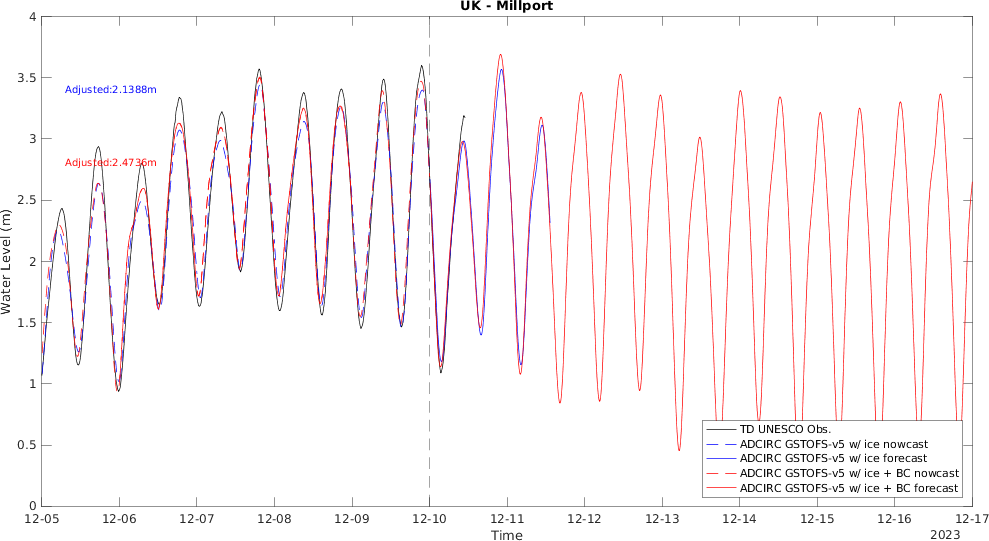 UK - Millport
Water Level (m)
4
3.5
3
2.5
2
1.5
1
0.5
0
Adjusted:2.1388m
Adjusted:2.4736m
TD UNESCO Obs.
ADCIRC GSTOFS-v5 w/ ice nowcast
ADCIRC GSTOFS-v5 w/ ice forecast
ADCIRC GSTOFS-v5 w/ ice + BC nowcast
ADCIRC GSTOFS-v5 w/ ice + BC forecast
12-05 12-06 12-07 12-08 12-09 12-10 12-11 12-12 12-13 12-14 12-15 12-16 12-17
Time
2023